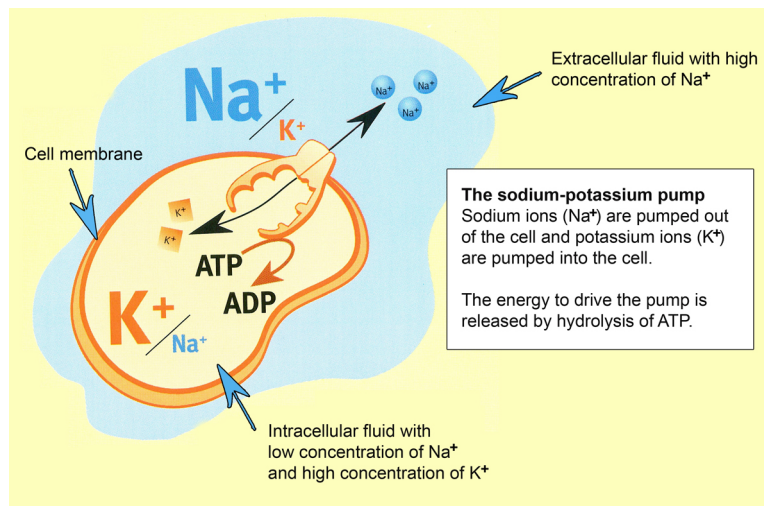 Na+
K+
Na+
Na+
Na+
Extracellular fluid with high
concentration of Na+
Cell membrane
K+
K+
ATP
ADP
K+
Na+
The sodium-potassium pump
Sodium ions (Na+) are pumped out
of the cell and potassium ions (K+)
are pumped into the cell.
The energy to drive the pump is
released by hydrolysis of ATP.
Intracellular fluid with
low concentration of Na+
and high concentration of K+